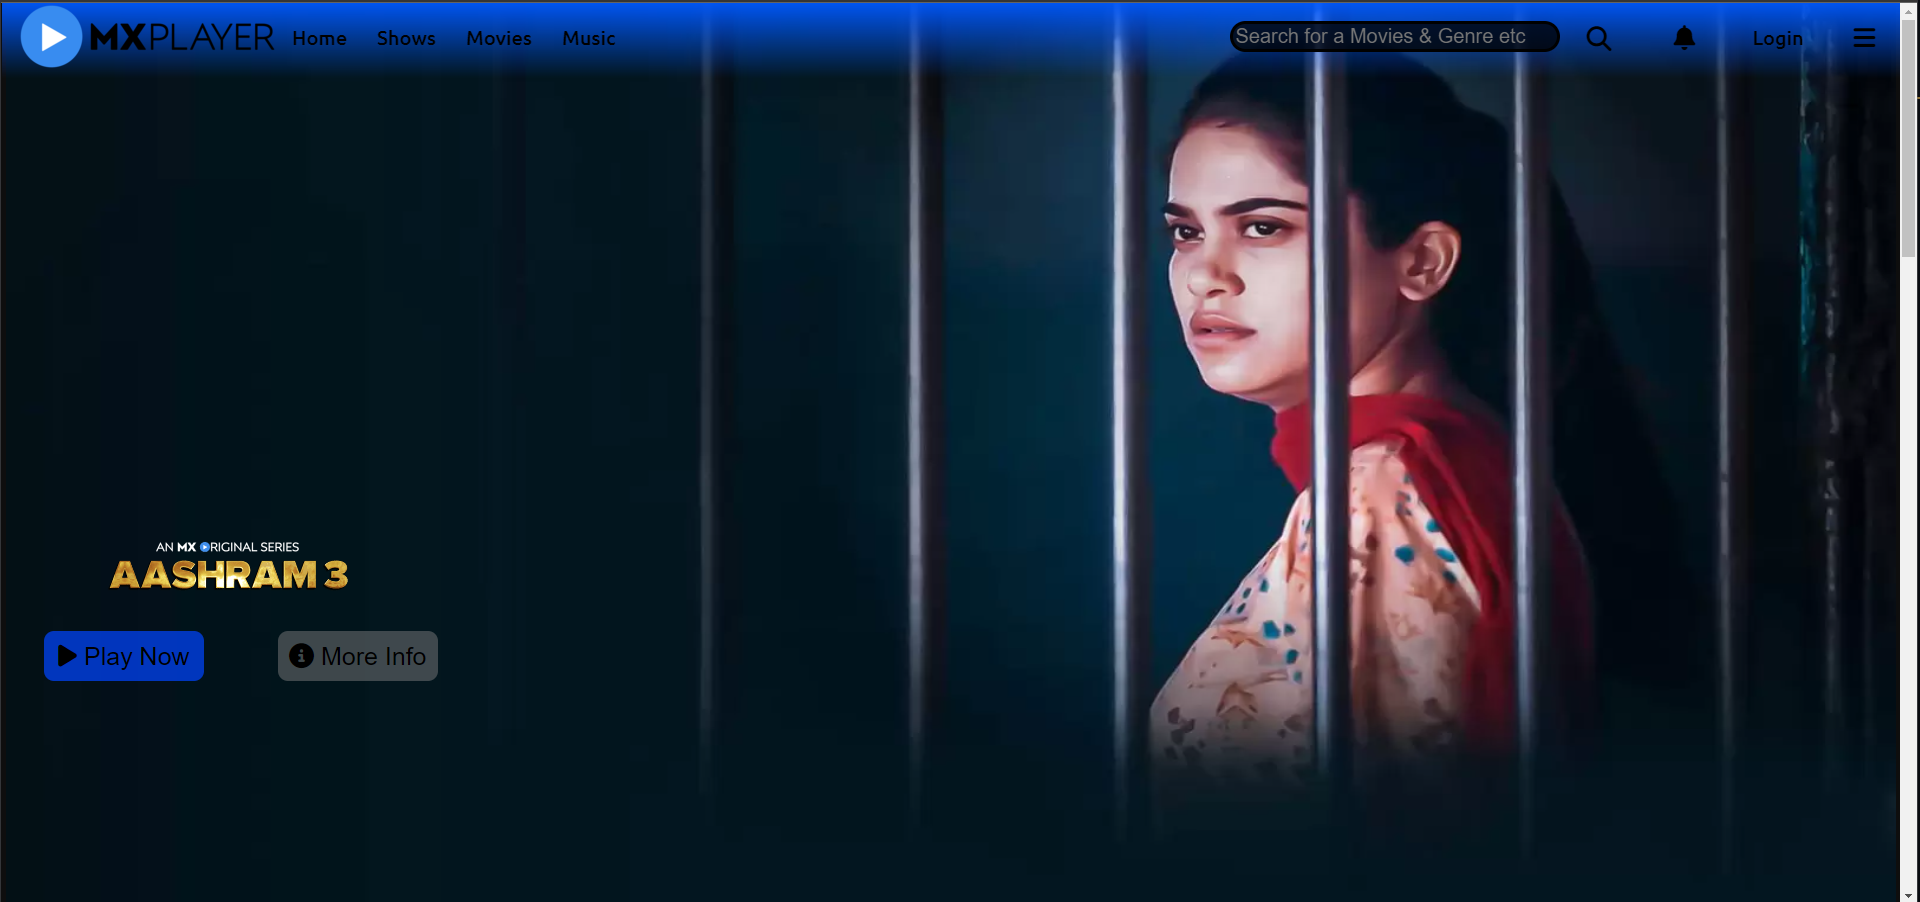 MXPLAYER Home Shows Movies Music Search for a Movies & Genre etc Login
AN MX ORIGINAL SERIES
AASHRAM 3
Play Now More Info